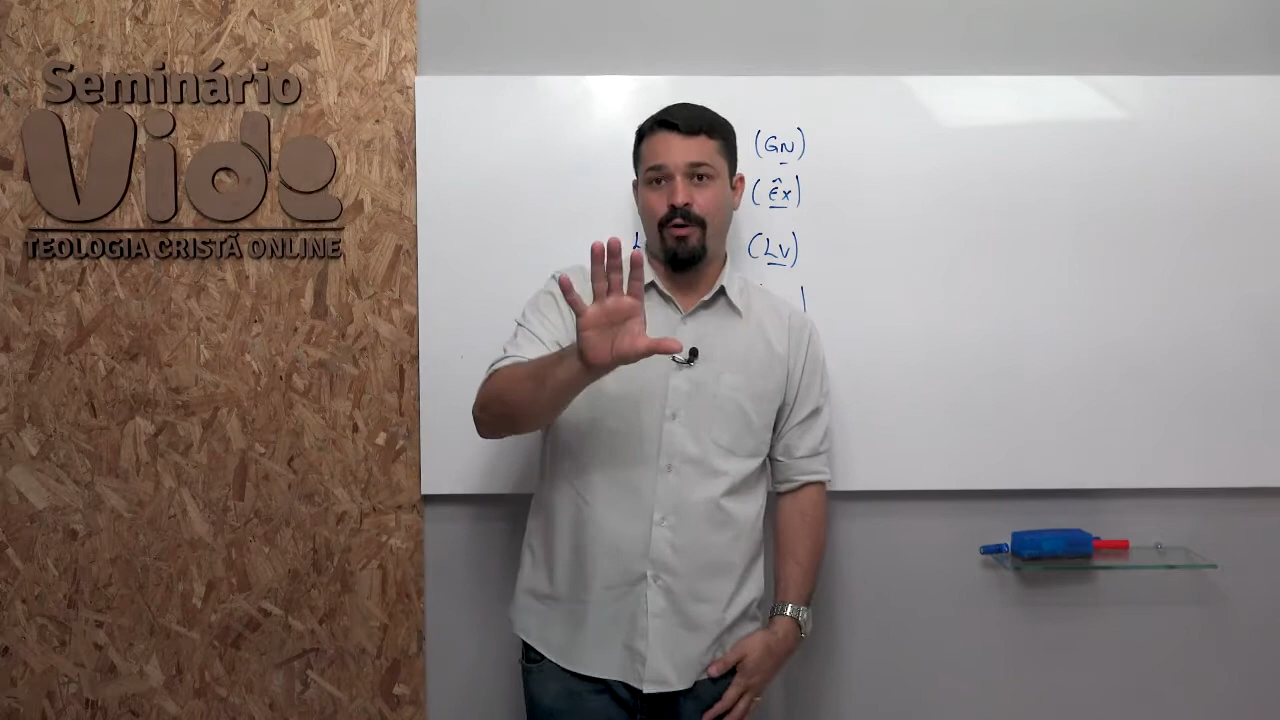 Seminário
Vida
TEOLOGIA CRISTÃ ONLINE
(GN)
(Êx)
(LV)